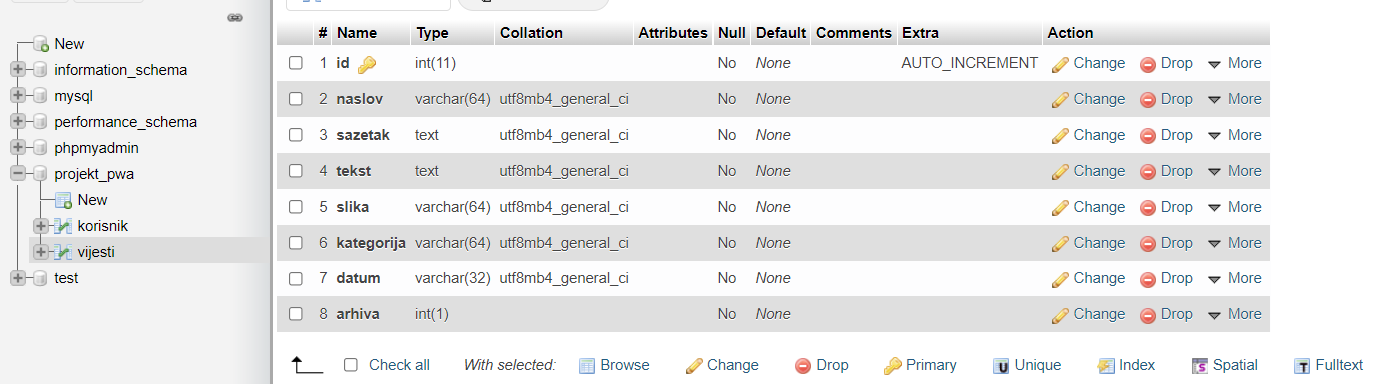 New
information_schema
mysql
performance_schema
phpmyadmin
projekt_pwa
New
korisnik
vijesti
test
# Name Type Collation Attributes Null Default Comments Extra Action
1 id int(11) No None AUTO_INCREMENT Change Drop More
2 naslov varchar(64) utf8mb4_general_ci No None Change Drop More
3 sazetak text utf8mb4_general_ci No None Change Drop More
4 tekst text utf8mb4_general_ci No None Change Drop More
5 slika varchar(64) utf8mb4_general_ci No None Change Drop More
6 kategorija varchar(64) utf8mb4_general_ci No None Change Drop More
7 datum varchar(32) utf8mb4_general_ci No None Change Drop More
8 arhiva int(1) No None Change Drop More
Check all With selected: Browse Change Drop Primary Unique Index Spatial Fulltext